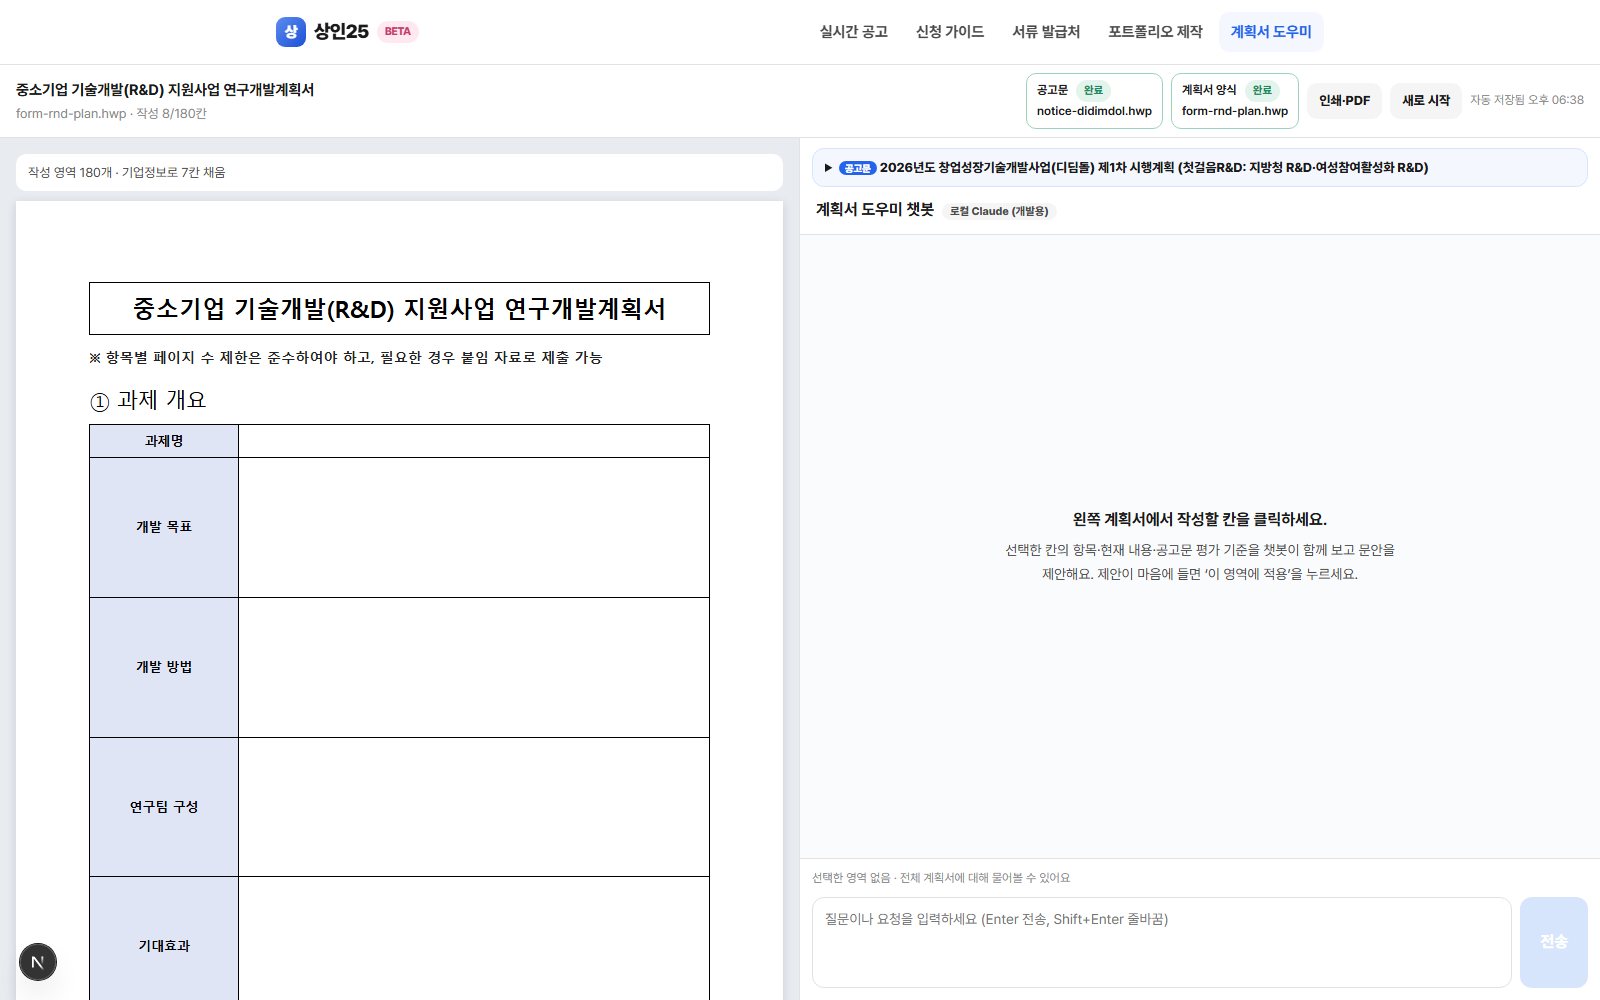 상 상인25 BETA 실시간 공고 신청 가이드 서류 발급처 포트폴리오 제작 계획서 도우미
중소기업 기술개발(R&D) 지원사업 연구개발계획서
form-rnd-plan.hwp · 작성 8/180칸
공고문 완료
notice-didimdol.hwp
계획서 양식 완료
form-rnd-plan.hwp
인쇄·PDF
새로 시작
자동 저장됨 오후 06:38
작성 영역 180개 · 기업정보로 7칸 채움
중소기업 기술개발(R&D) 지원사업 연구개발계획서
※ 항목별 페이지 수 제한은 준수하여야 하고, 필요한 경우 붙임 자료로 제출 가능
① 과제 개요
과제명
개발 목표
개발 방법
연구팀 구성
기대효과
N
▶ 공고문 2026년도 창업성장기술개발사업(디딤돌) 제1차 시행계획 (첫걸음R&D: 지방청 R&D·여성참여활성화 R&D)
계획서 도우미 챗봇 로컬 Claude (개발용)
왼쪽 계획서에서 작성할 칸을 클릭하세요.
선택한 칸의 항목·현재 내용·공고문 평가 기준을 챗봇이 함께 보고 문안을
제안해요. 제안이 마음에 들면 ‘이 영역에 적용’을 누르세요.
선택한 영역 없음 · 전체 계획서에 대해 물어볼 수 있어요
질문이나 요청을 입력하세요 (Enter 전송, Shift+Enter 줄바꿈)
전송